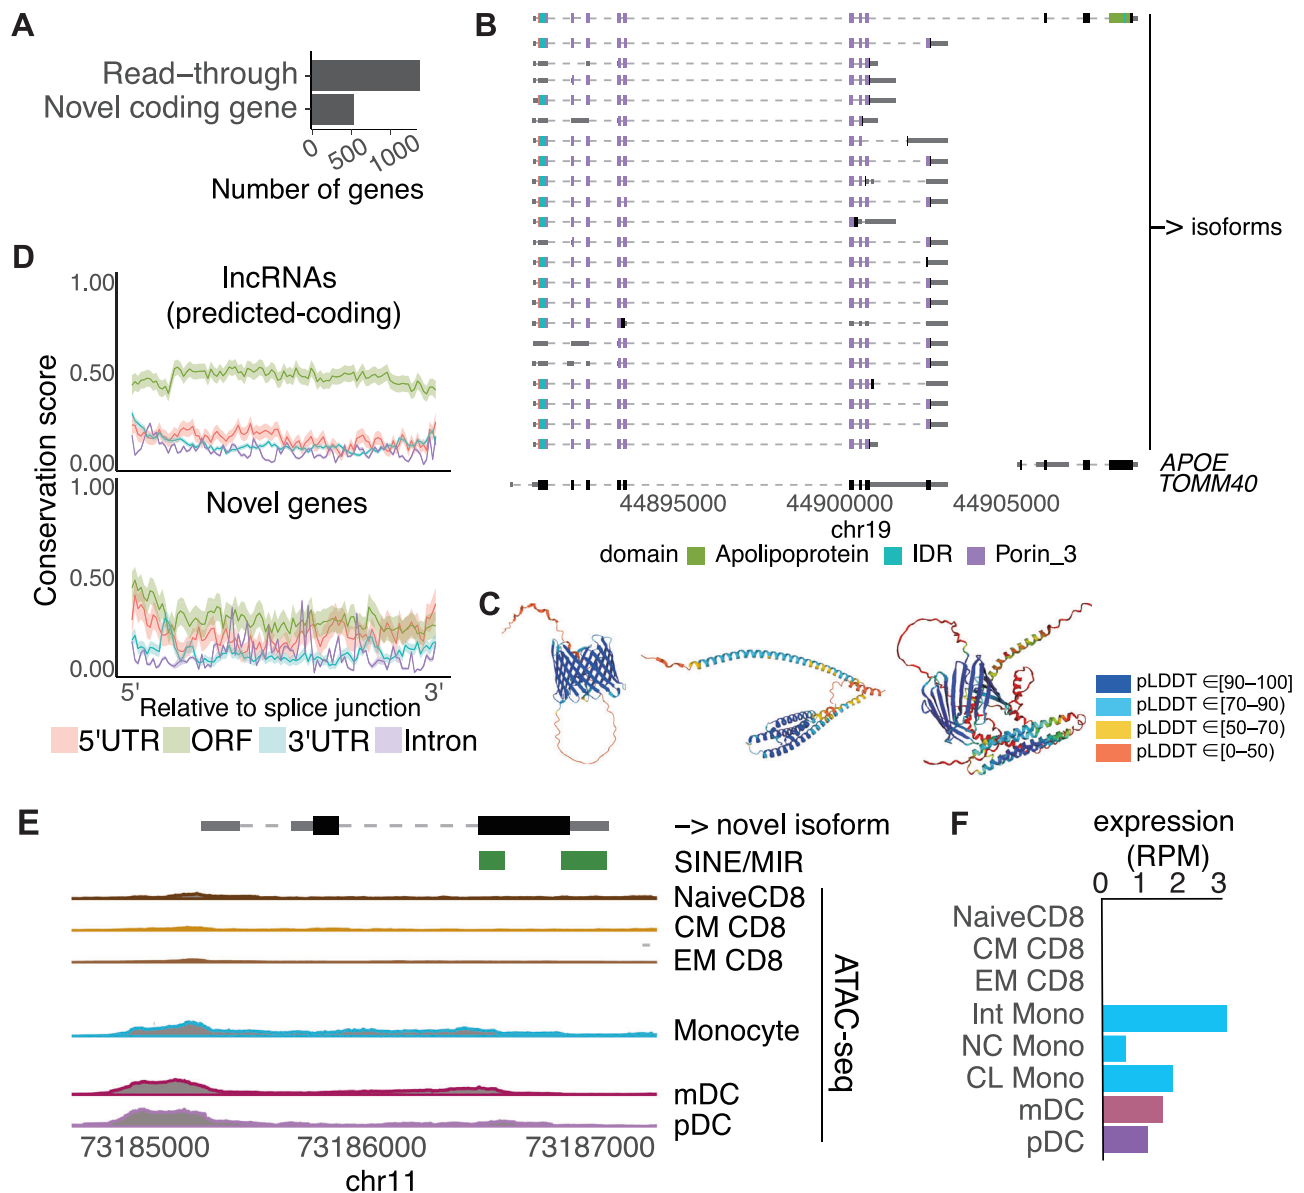 A
Read−through
Novel coding gene
0
500
1000
Number of genes
B
−> isoforms
APOE
TOMM40
44895000
44900000
44905000
chr19
domain
Apolipoprotein
IDR
Porin_3
D
lncRNAs
(predicted-coding)
1.00
0.50
0.00
Novel genes
1.00
0.50
0.00
Conservation score
5'
3'
Relative to splice junction
5'UTR
ORF
3'UTR
Intron
C
pLDDT ∈[90−100]
pLDDT ∈[70−90)
pLDDT ∈[50−70)
pLDDT ∈[0−50)
E
−> novel isoform
SINE/MIR
NaiveCD8
CM CD8
EM CD8
Monocyte
mDC
pDC
ATAC-seq
73185000
73186000
73187000
chr11
F
expression
(RPM)
0
1
2
3
NaiveCD8
CM CD8
EM CD8
Int Mono
NC Mono
CL Mono
mDC
pDC